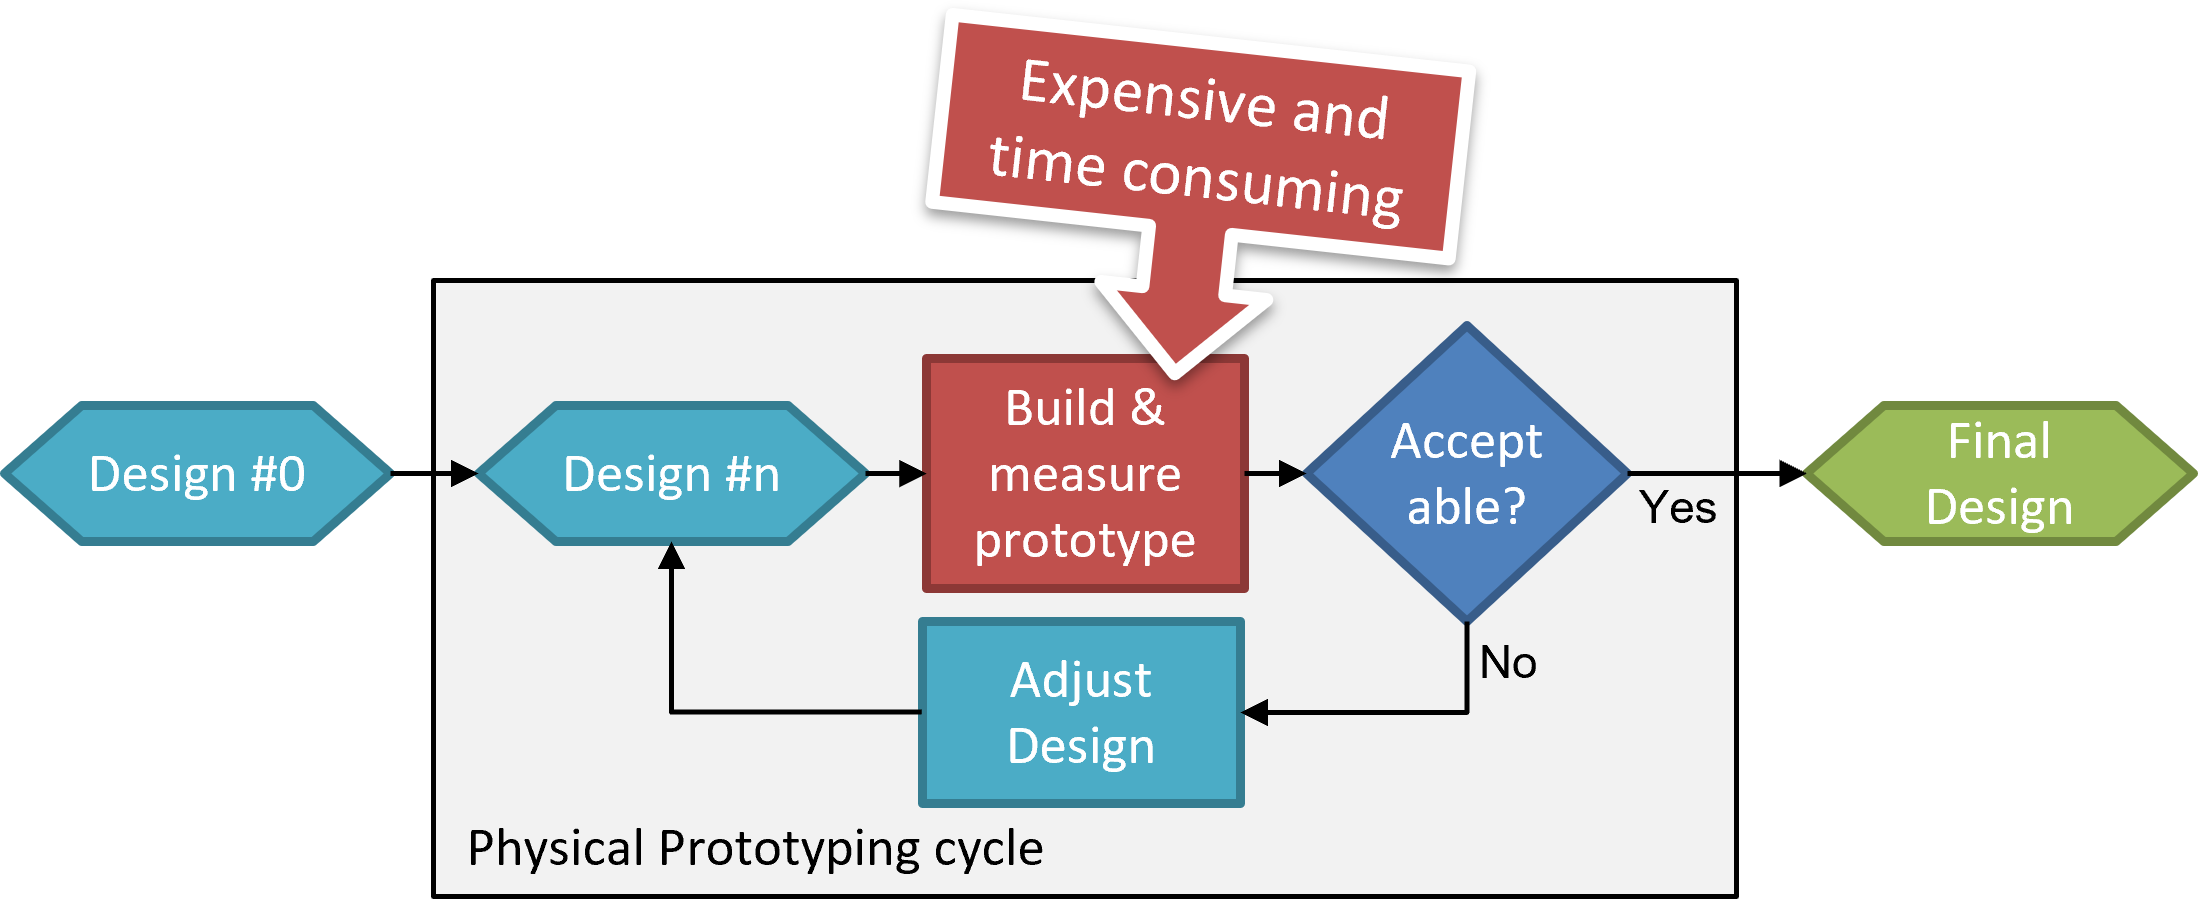 Expensive and
time consuming
Design #0
Design #n
Build &
measure
prototype
Accept
able?
Yes
Final
Design
No
Adjust
Design
Physical Prototyping cycle